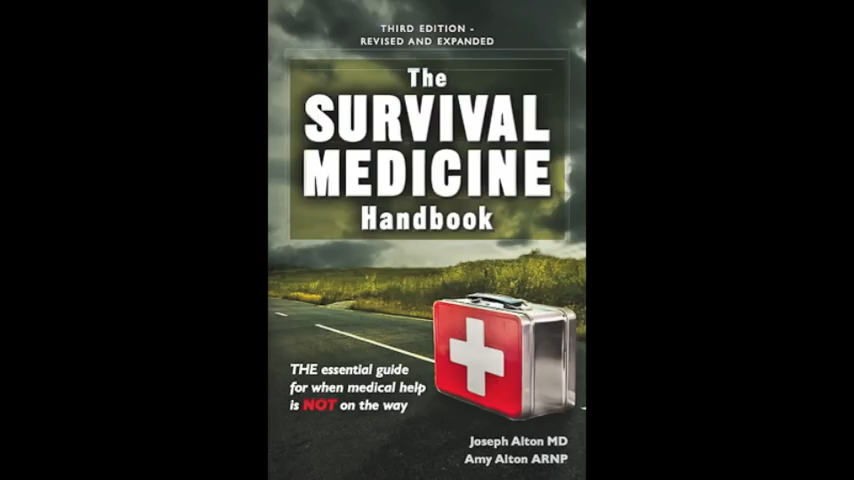 THIRD EDITION -
REVISED AND EXPANDED
The
SURVIVAL
MEDICINE
Handbook
THE essential guide
for when medical help
is NOT on the way
Joseph Alton MD
Amy Alton ARNP